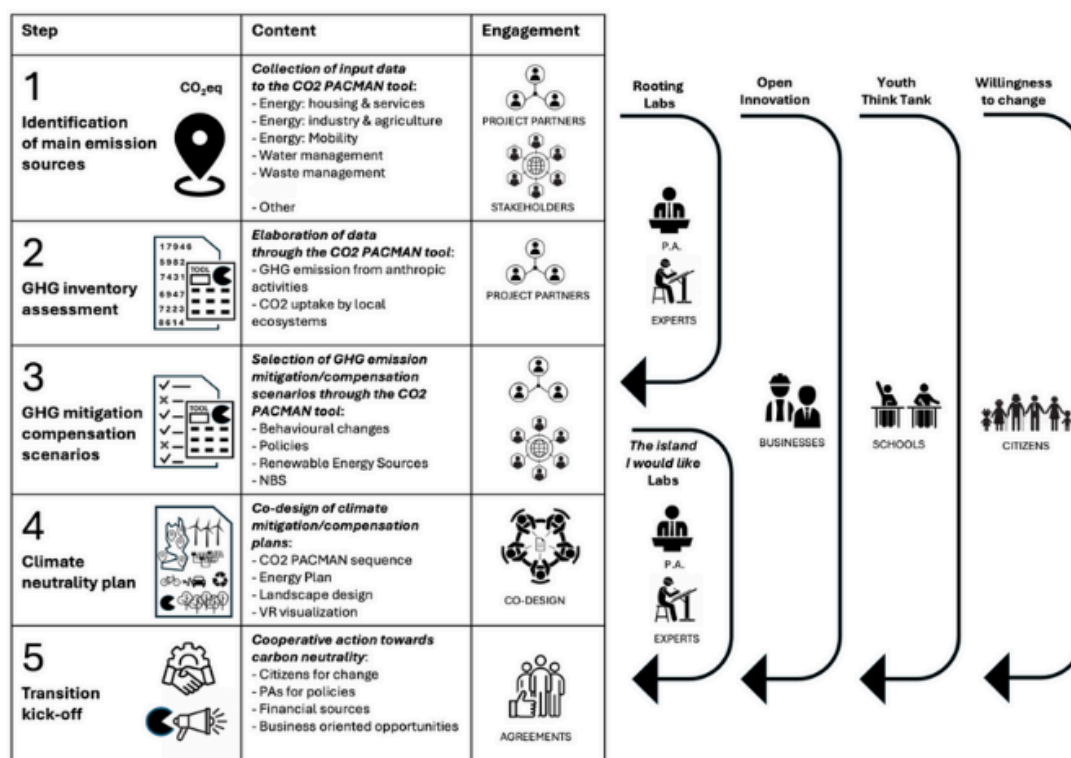 Step
Content
Engagement
1
CO₂eq
Identification
of main emission
sources
Collection of input data
to the CO2 PACMAN tool:
- Energy: housing & services
- Energy: industry & agriculture
- Energy: Mobility
- Water management
- Waste management
- Other
PROJECT PARTNERS
STAKEHOLDERS
2
GHG inventory
assessment
17946
5982
7431
6947
7223
8614
TOOL
Elaboration of data
through the CO2 PACMAN tool:
- GHG emission from anthropic
activities
- CO2 uptake by local
ecosystems
PROJECT PARTNERS
3
GHG mitigation
compensation
scenarios
TOOL
Selection of GHG emission
mitigation/compensation
scenarios through the CO2
PACMAN tool:
- Behavioural changes
- Policies
- Renewable Energy Sources
- NBS
4
Climate
neutrality plan
Co-design of climate
mitigation/compensation
plans:
- CO2 PACMAN sequence
- Energy Plan
- Landscape design
- VR visualization
CO-DESIGN
5
Transition
kick-off
Cooperative action towards
carbon neutrality:
- Citizens for change
- PAs for policies
- Financial sources
- Business oriented opportunities
AGREEMENTS
Rooting
Labs
P.A.
EXPERTS
The island
I would like
Labs
P.A.
EXPERTS
Open
Innovation
BUSINESSES
Youth
Think Tank
SCHOOLS
Willingness
to change
CITIZENS